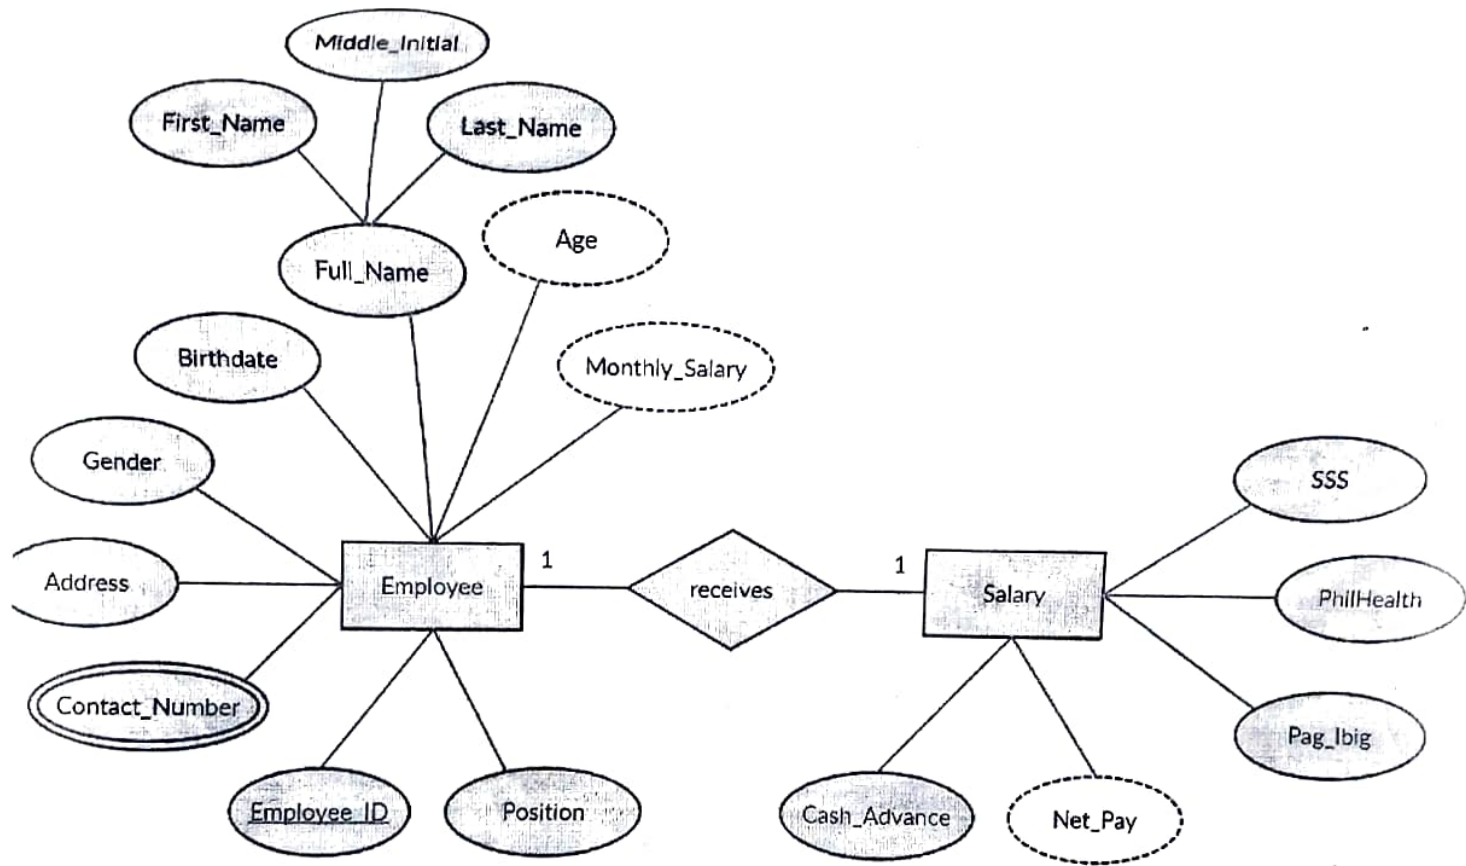 Middle_Initial
First_Name
Last_Name
Age
Full_Name
Birthdate
Monthly_Salary
Gender
SSS
Address
Employee
1
receives
1
Salary
PhilHealth
Contact_Number
Pag_Ibig
Employee_ID
Position
Cash_Advance
Net_Pay